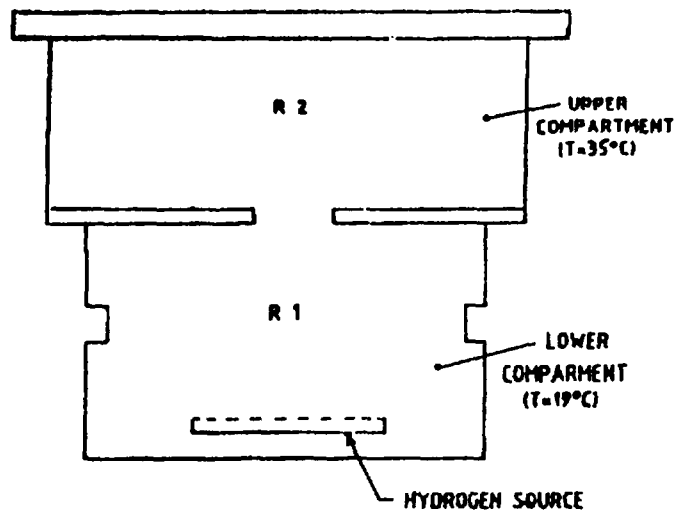 R 2
UPPER
COMPARTMENT
(T=35°C)
R 1
LOWER
COMPARMENT
(T=19°C)
HYDROGEN SOURCE